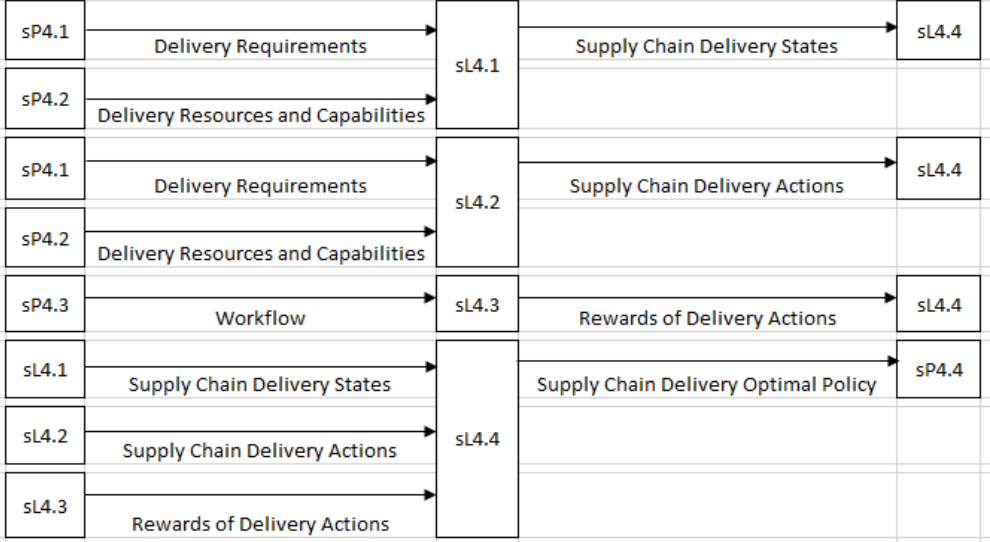 sP4.1
Delivery Requirements
sL4.1
Supply Chain Delivery States
sL4.4
sP4.2
Delivery Resources and Capabilities
sP4.1
Delivery Requirements
sL4.2
Supply Chain Delivery Actions
sL4.4
sP4.2
Delivery Resources and Capabilities
sP4.3
Workflow
sL4.3
Rewards of Delivery Actions
sL4.4
sL4.1
Supply Chain Delivery States
sL4.4
Supply Chain Delivery Optimal Policy
sP4.4
sL4.2
Supply Chain Delivery Actions
sL4.3
Rewards of Delivery Actions